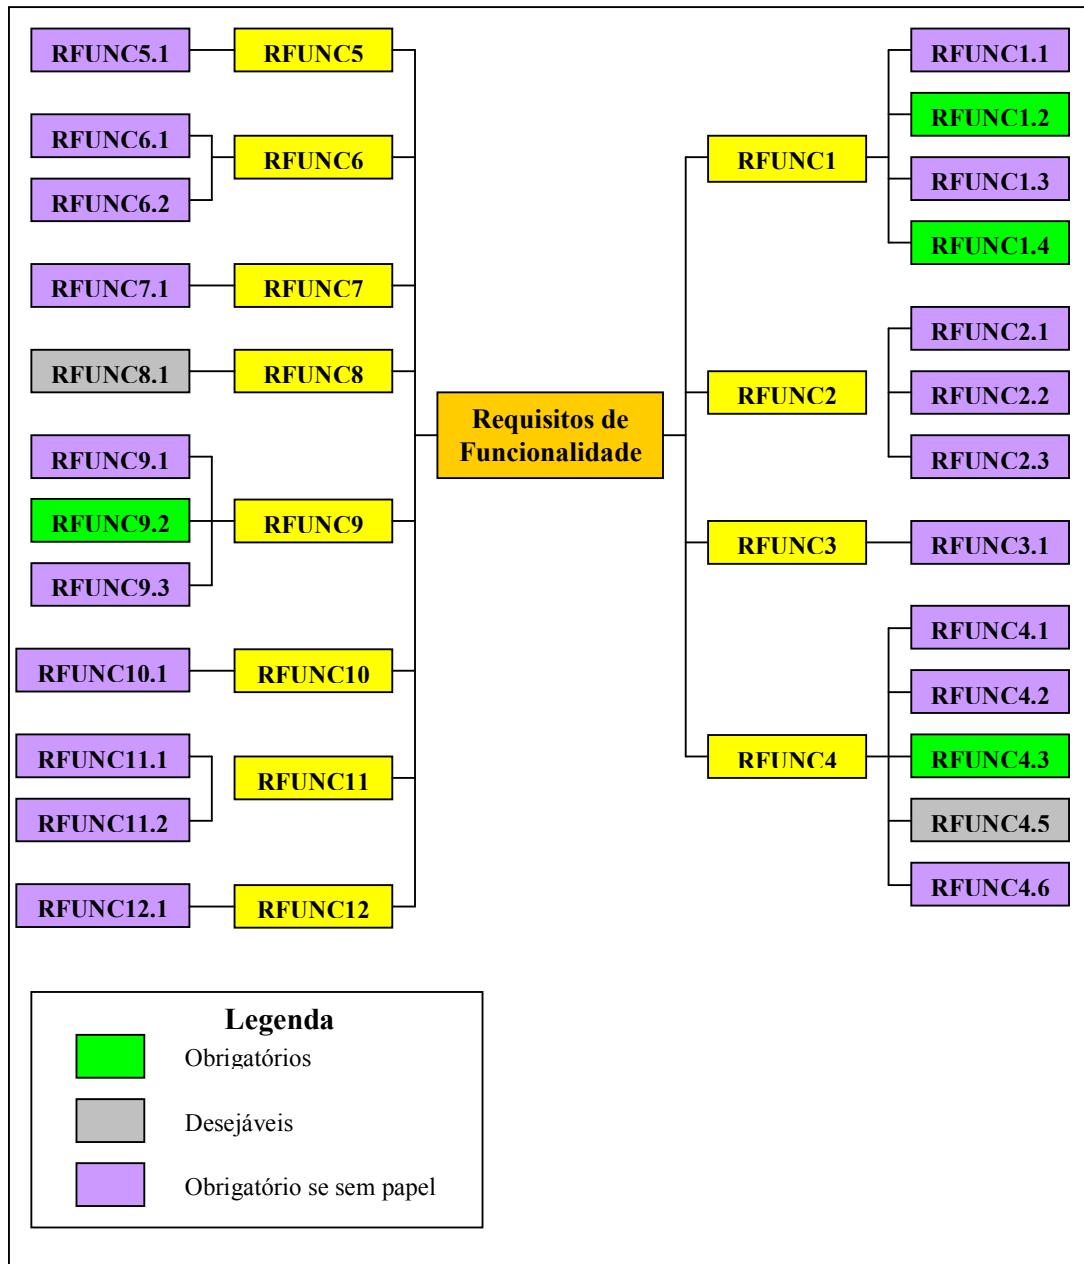 RFUNC5.1
RFUNC5
RFUNC6.1
RFUNC6
RFUNC6.2
RFUNC7.1
RFUNC7
RFUNC8.1
RFUNC8
RFUNC9.1
RFUNC9.2
RFUNC9
RFUNC9.3
RFUNC10.1
RFUNC10
RFUNC11.1
RFUNC11
RFUNC11.2
RFUNC12.1
RFUNC12
Requisitos de
Funcionalidade
RFUNC1
RFUNC1.1
RFUNC1.2
RFUNC1.3
RFUNC1.4
RFUNC2
RFUNC2.1
RFUNC2.2
RFUNC2.3
RFUNC3
RFUNC3.1
RFUNC4
RFUNC4.1
RFUNC4.2
RFUNC4.3
RFUNC4.5
RFUNC4.6
Legenda
Obrigatórios
Desejáveis
Obrigatório se sem papel